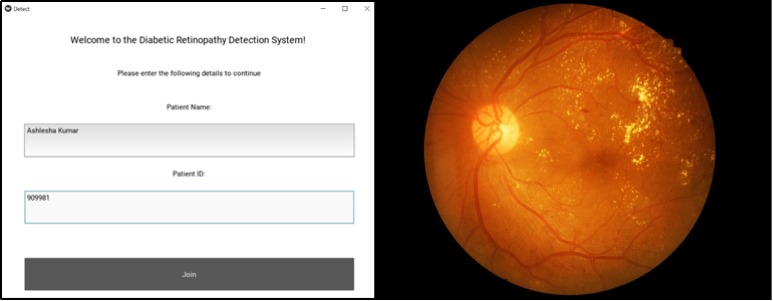 Detect
Welcome to the Diabetic Retinopathy Detection System!
Please enter the following details to continue
Patient Name:
Ashlesha Kumar
Patient ID:
909981
Join